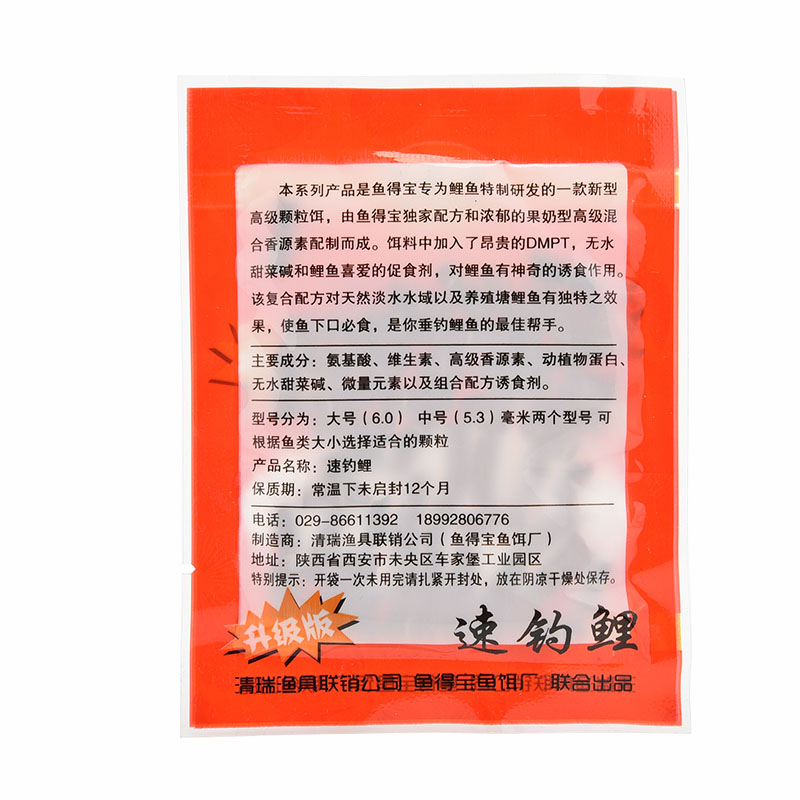 本系列产品是鱼得宝专为鲤鱼特制研发的一款新型
高级颗粒饵，由鱼得宝独家配方和浓郁的果奶型高级混
合香源素配制而成。饵料中加入了昂贵的DMPT，无水
甜菜碱和鲤鱼喜爱的促食剂，对鲤鱼有神奇的诱食作用。
该复合配方对天然淡水水域以及养殖塘鲤鱼有独特之效
果，使鱼下口必食，是你垂钓鲤鱼的最佳帮手。
主要成分：氨基酸、维生素、高级香源素、动植物蛋白、
无水甜菜碱、微量元素以及组合配方诱食剂。
型号分为：大号（6.0） 中号（5.3）毫米两个型号 可
根据鱼类大小选择适合的颗粒
产品名称：速钓鲤
保质期：常温下未启封12个月
电话：029-86611392 18992806776
制造商：清瑞渔具联销公司（鱼得宝鱼饵厂）
地址：陕西省西安市未央区车家堡工业园区
特别提示：开袋一次未用完请扎紧开封处，放在阴凉干燥处保存。
升级版
速钓鲤
清瑞渔具联销公司 鱼得宝鱼饵厂 联合出品